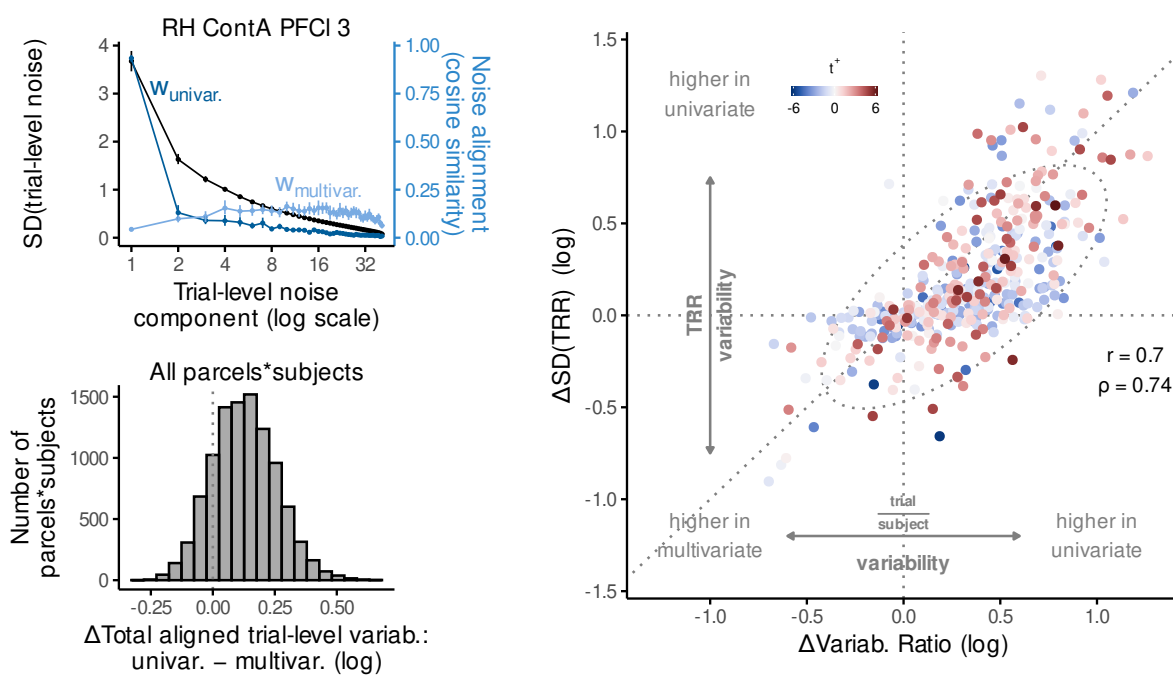 RH ContA PFCl 3
SD(trial-level noise)
4
3
2
1
0
1.00
0.75
0.50
0.25
0.00
Noise alignment
(cosine similarity)
wunivar.
wmultivar.
1 2 4 8 16 32
Trial-level noise
component (log scale)
All parcels*subjects
Number of
parcels*subjects
1500
1000
500
0
-0.25 0.00 0.25 0.50
ΔTotal aligned trial-level variab.:
univar. − multivar. (log)
ΔSD(TRR) (log)
1.5
1.0
0.5
0.0
-0.5
-1.0
-1.5
higher in
univariate
t+
-6 0 6
TRR
variability
r = 0.7
ρ = 0.74
higher in
multivariate
trial
subject
variability
higher in
univariate
-1.0 -0.5 0.0 0.5 1.0
ΔVariab. Ratio (log)